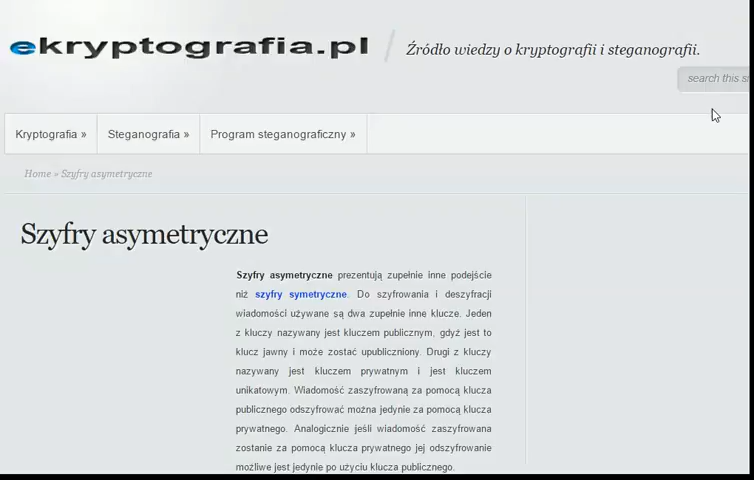 ekryptografia.pl
Źródło wiedzy o kryptografii i steganografii.
search this
Kryptografia » Steganografia » Program steganograficzny »
Home » Szyfry asymetryczne
Szyfry asymetryczne
Szyfry asymetryczne prezentują zupełnie inne podejście
niż szyfry symetryczne. Do szyfrowania i deszyfracji
wiadomości używane są dwa zupełnie inne klucze. Jeden
z kluczy nazywany jest kluczem publicznym, gdyż jest to
klucz jawny i może zostać upubliczniony. Drugi z kluczy
nazywany jest kluczem prywatnym i jest kluczem
unikatowym. Wiadomość zaszyfrowaną za pomocą klucza
publicznego odszyfrować można jedynie za pomocą klucza
prywatnego. Analogicznie jeśli wiadomość zaszyfrowana
zostanie za pomocą klucza prywatnego jej odszyfrowanie
możliwe jest jedynie po użyciu klucza publicznego.